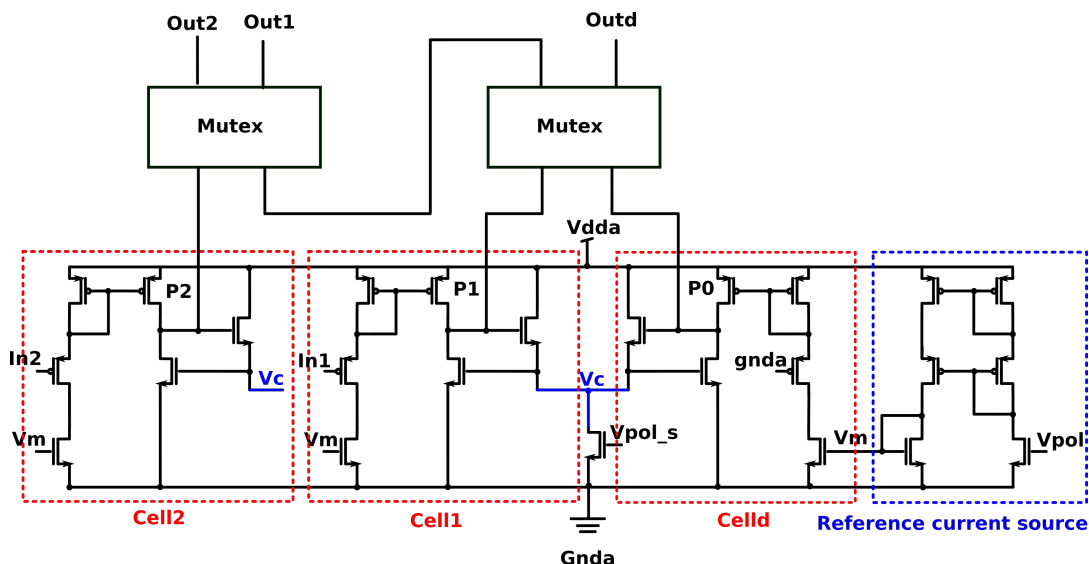 Out2
Out1
Outd
Mutex
Mutex
Vdda
P2
P1
P0
In2
In1
gnda
Vc
Vc
Vm
Vm
Vpol_s
Vm
Vpol
Cell2
Cell1
Celld
Reference current source
Gnda